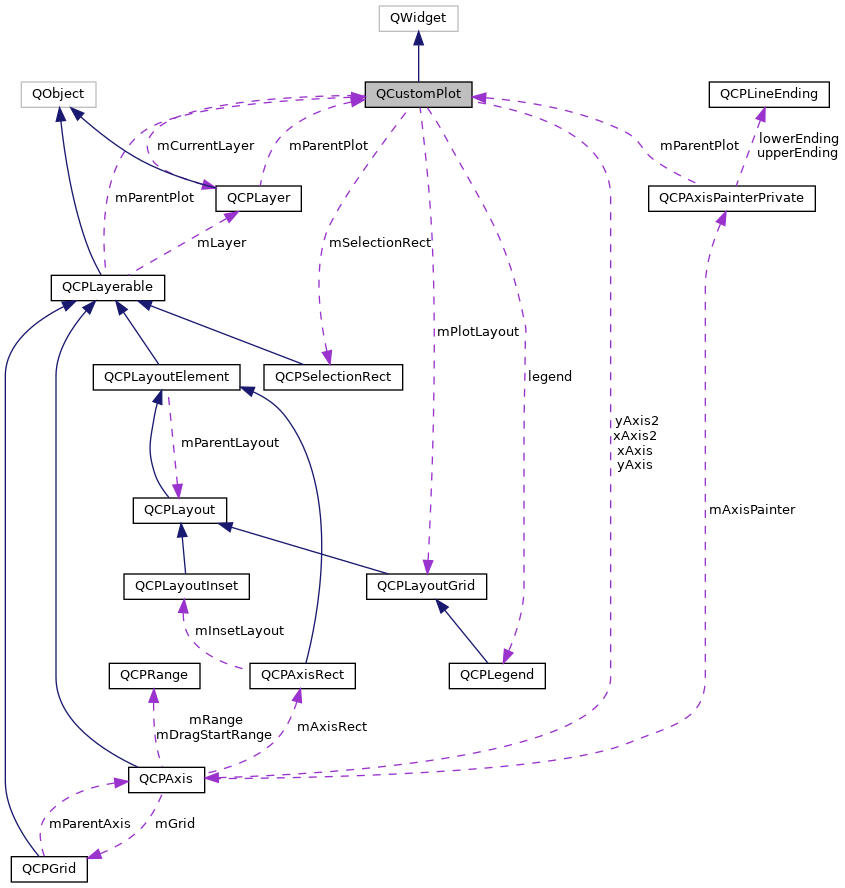 QWidget
QObject
QCustomPlot
QCPLineEnding
mCurrentLayer
mParentPlot
mParentPlot
lowerEnding
upperEnding
mParentPlot
QCPLayer
QCPAxisPainterPrivate
mLayer
mSelectionRect
QCPLayerable
mPlotLayout
QCPLayoutElement
QCPSelectionRect
legend
yAxis2
xAxis2
xAxis
yAxis
mParentLayout
QCPLayout
mAxisPainter
QCPLayoutInset
QCPLayoutGrid
mInsetLayout
QCPRange
QCPAxisRect
QCPLegend
mRange
mDragStartRange
mAxisRect
QCPAxis
mParentAxis
mGrid
QCPGrid